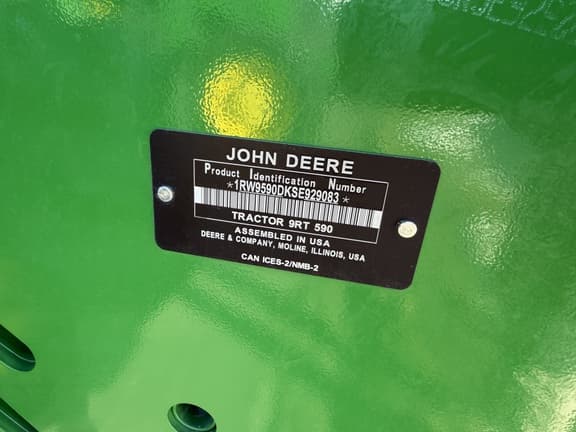 JOHN DEERE
Product Identification Number
*1RW9590DKSE929083*
TRACTOR 9RT 590
ASSEMBLED IN USA
DEERE & COMPANY, MOLINE, ILLINOIS, USA
CAN ICES-2/NMB-2